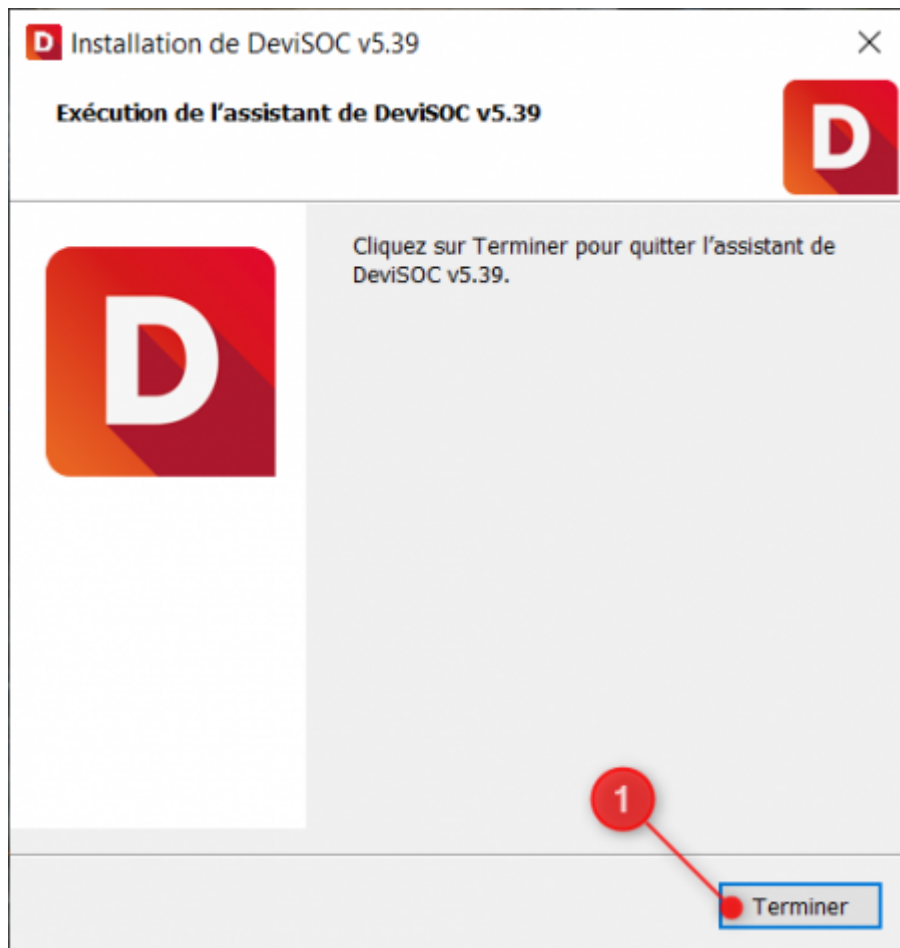 D Installation de DeviSOC v5.39
Exécution de l'assistant de DeviSOC v5.39
D
D
Cliquez sur Terminer pour quitter l'assistant de
DeviSOC v5.39.
1
Terminer